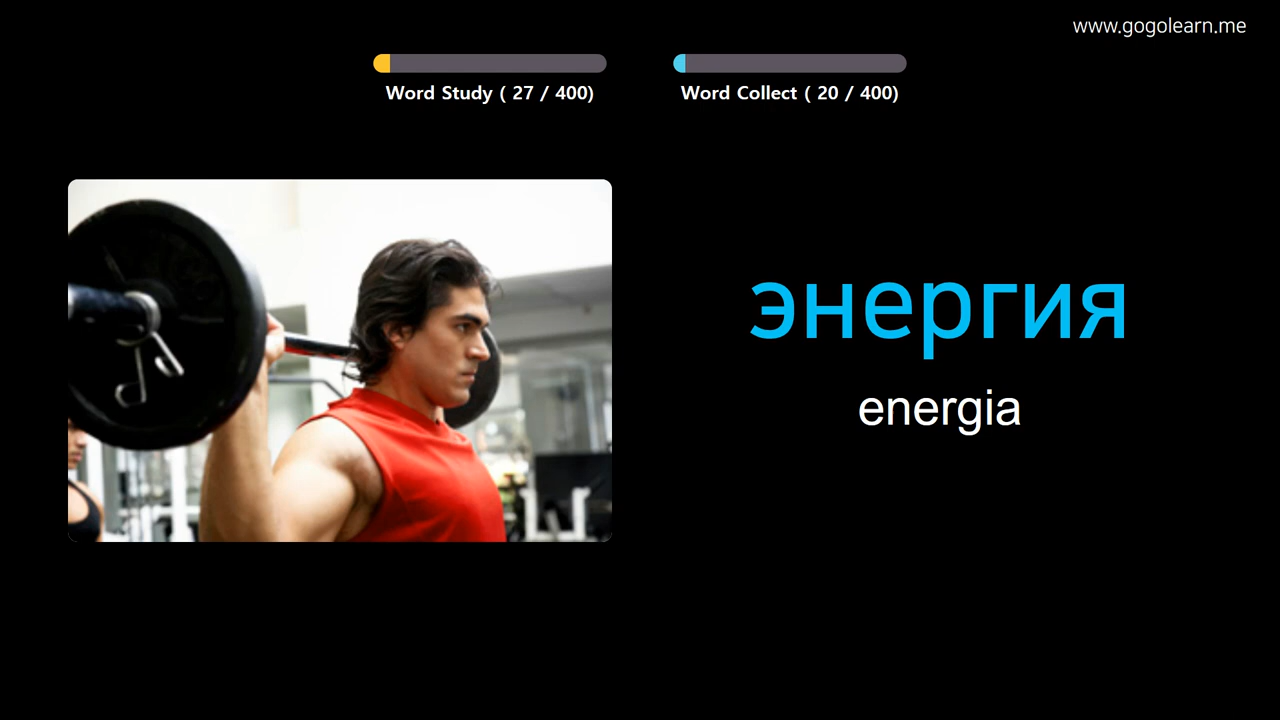 www.gogolearn.me
Word Study ( 27 / 400)
Word Collect ( 20 / 400)
энергия
energia